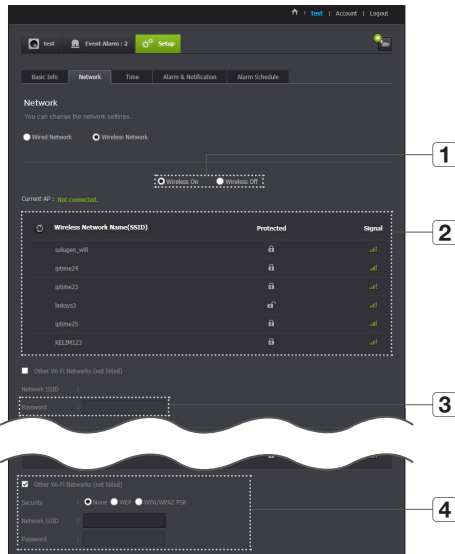 test | Account | Logout
test Event Alarm : 2 Setup
Basic Info Network Time Alarm & Notification Alarm Schedule
Network
You can change the network settings.
Wired Network Wireless Network
1
Wireless On Wireless Off
Current AP : Not connected.
2
Wireless Network Name(SSID) Protected Signal
solugen_wifi
iptime24
iptime23
linksys3
iptime25
KELIM123
Other Wi-Fi Networks (not listed)
Network SSID :
Password :
3
Other Wi-Fi Networks (not listed)
Security : None WEP WPA/WPA2 PSK
4
Network SSID :
Password :